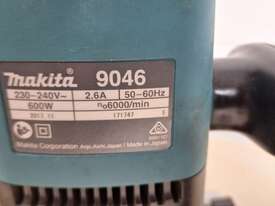 makita 9046
230-240V~ 2.6A 50-60Hz
600W n₀6000/min
2017.11 171747
Makita Corporation Anjo, Aichi, Japan / Made in Japan